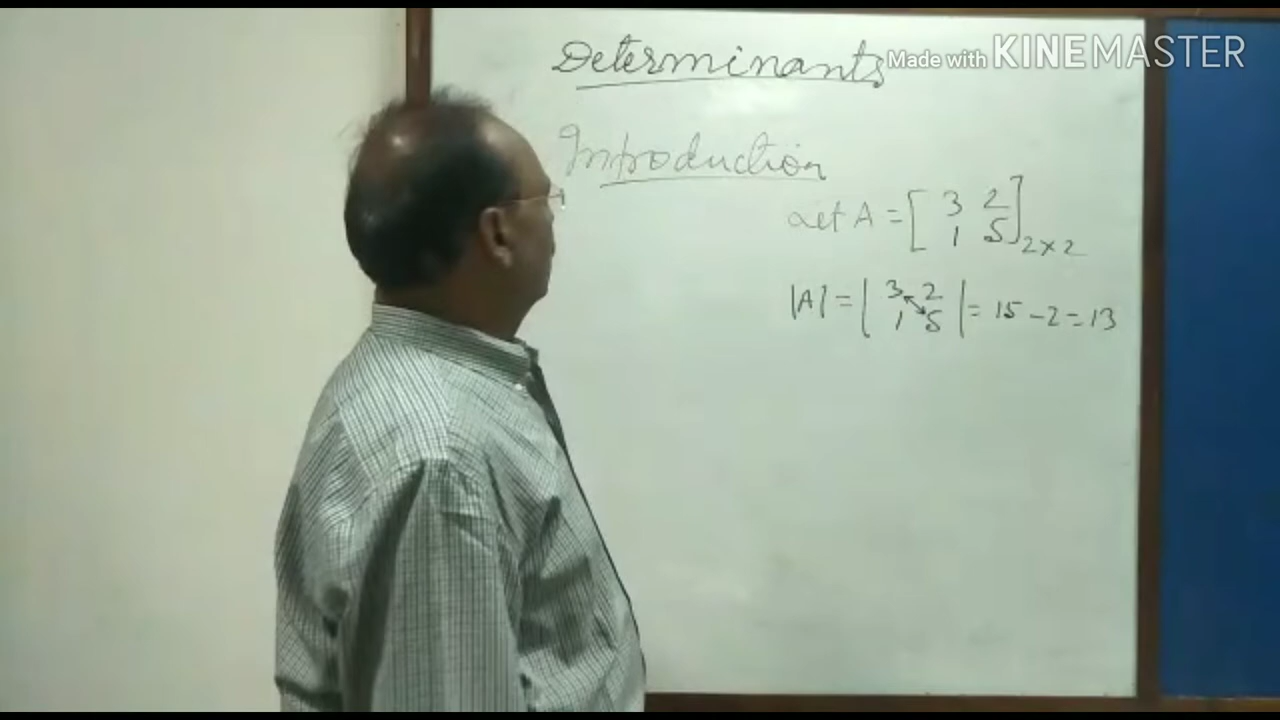 Determinants
Made with KINEMASTER
Introduction
Let A = [ 3 2
1 5 ] 2×2
|A| = | 3 2
1 5 | = 15 - 2 = 13